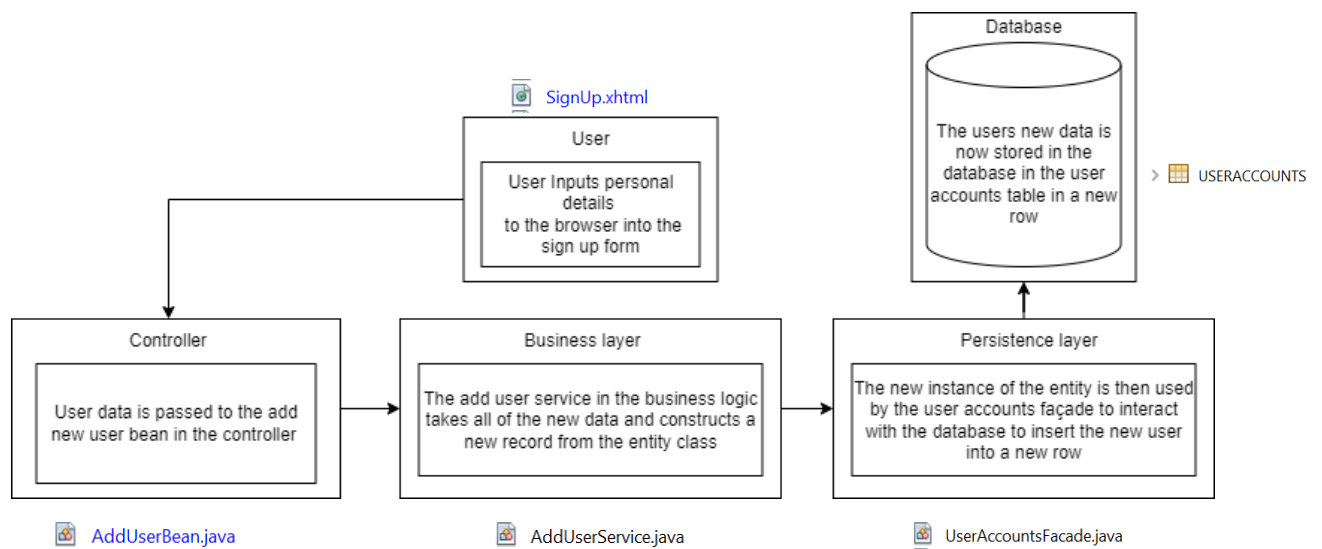 Database
The users new data is
now stored in the
database in the user
accounts table in a new
row
USERACCOUNTS
SignUp.xhtml
User
User Inputs personal
details
to the browser into the
sign up form
Controller
User data is passed to the add
new user bean in the controller
AddUserBean.java
Business layer
The add user service in the business logic
takes all of the new data and constructs a
new record from the entity class
AddUserService.java
Persistence layer
The new instance of the entity is then used
by the user accounts façade to interact
with the database to insert the new user
into a new row
UserAccountsFacade.java